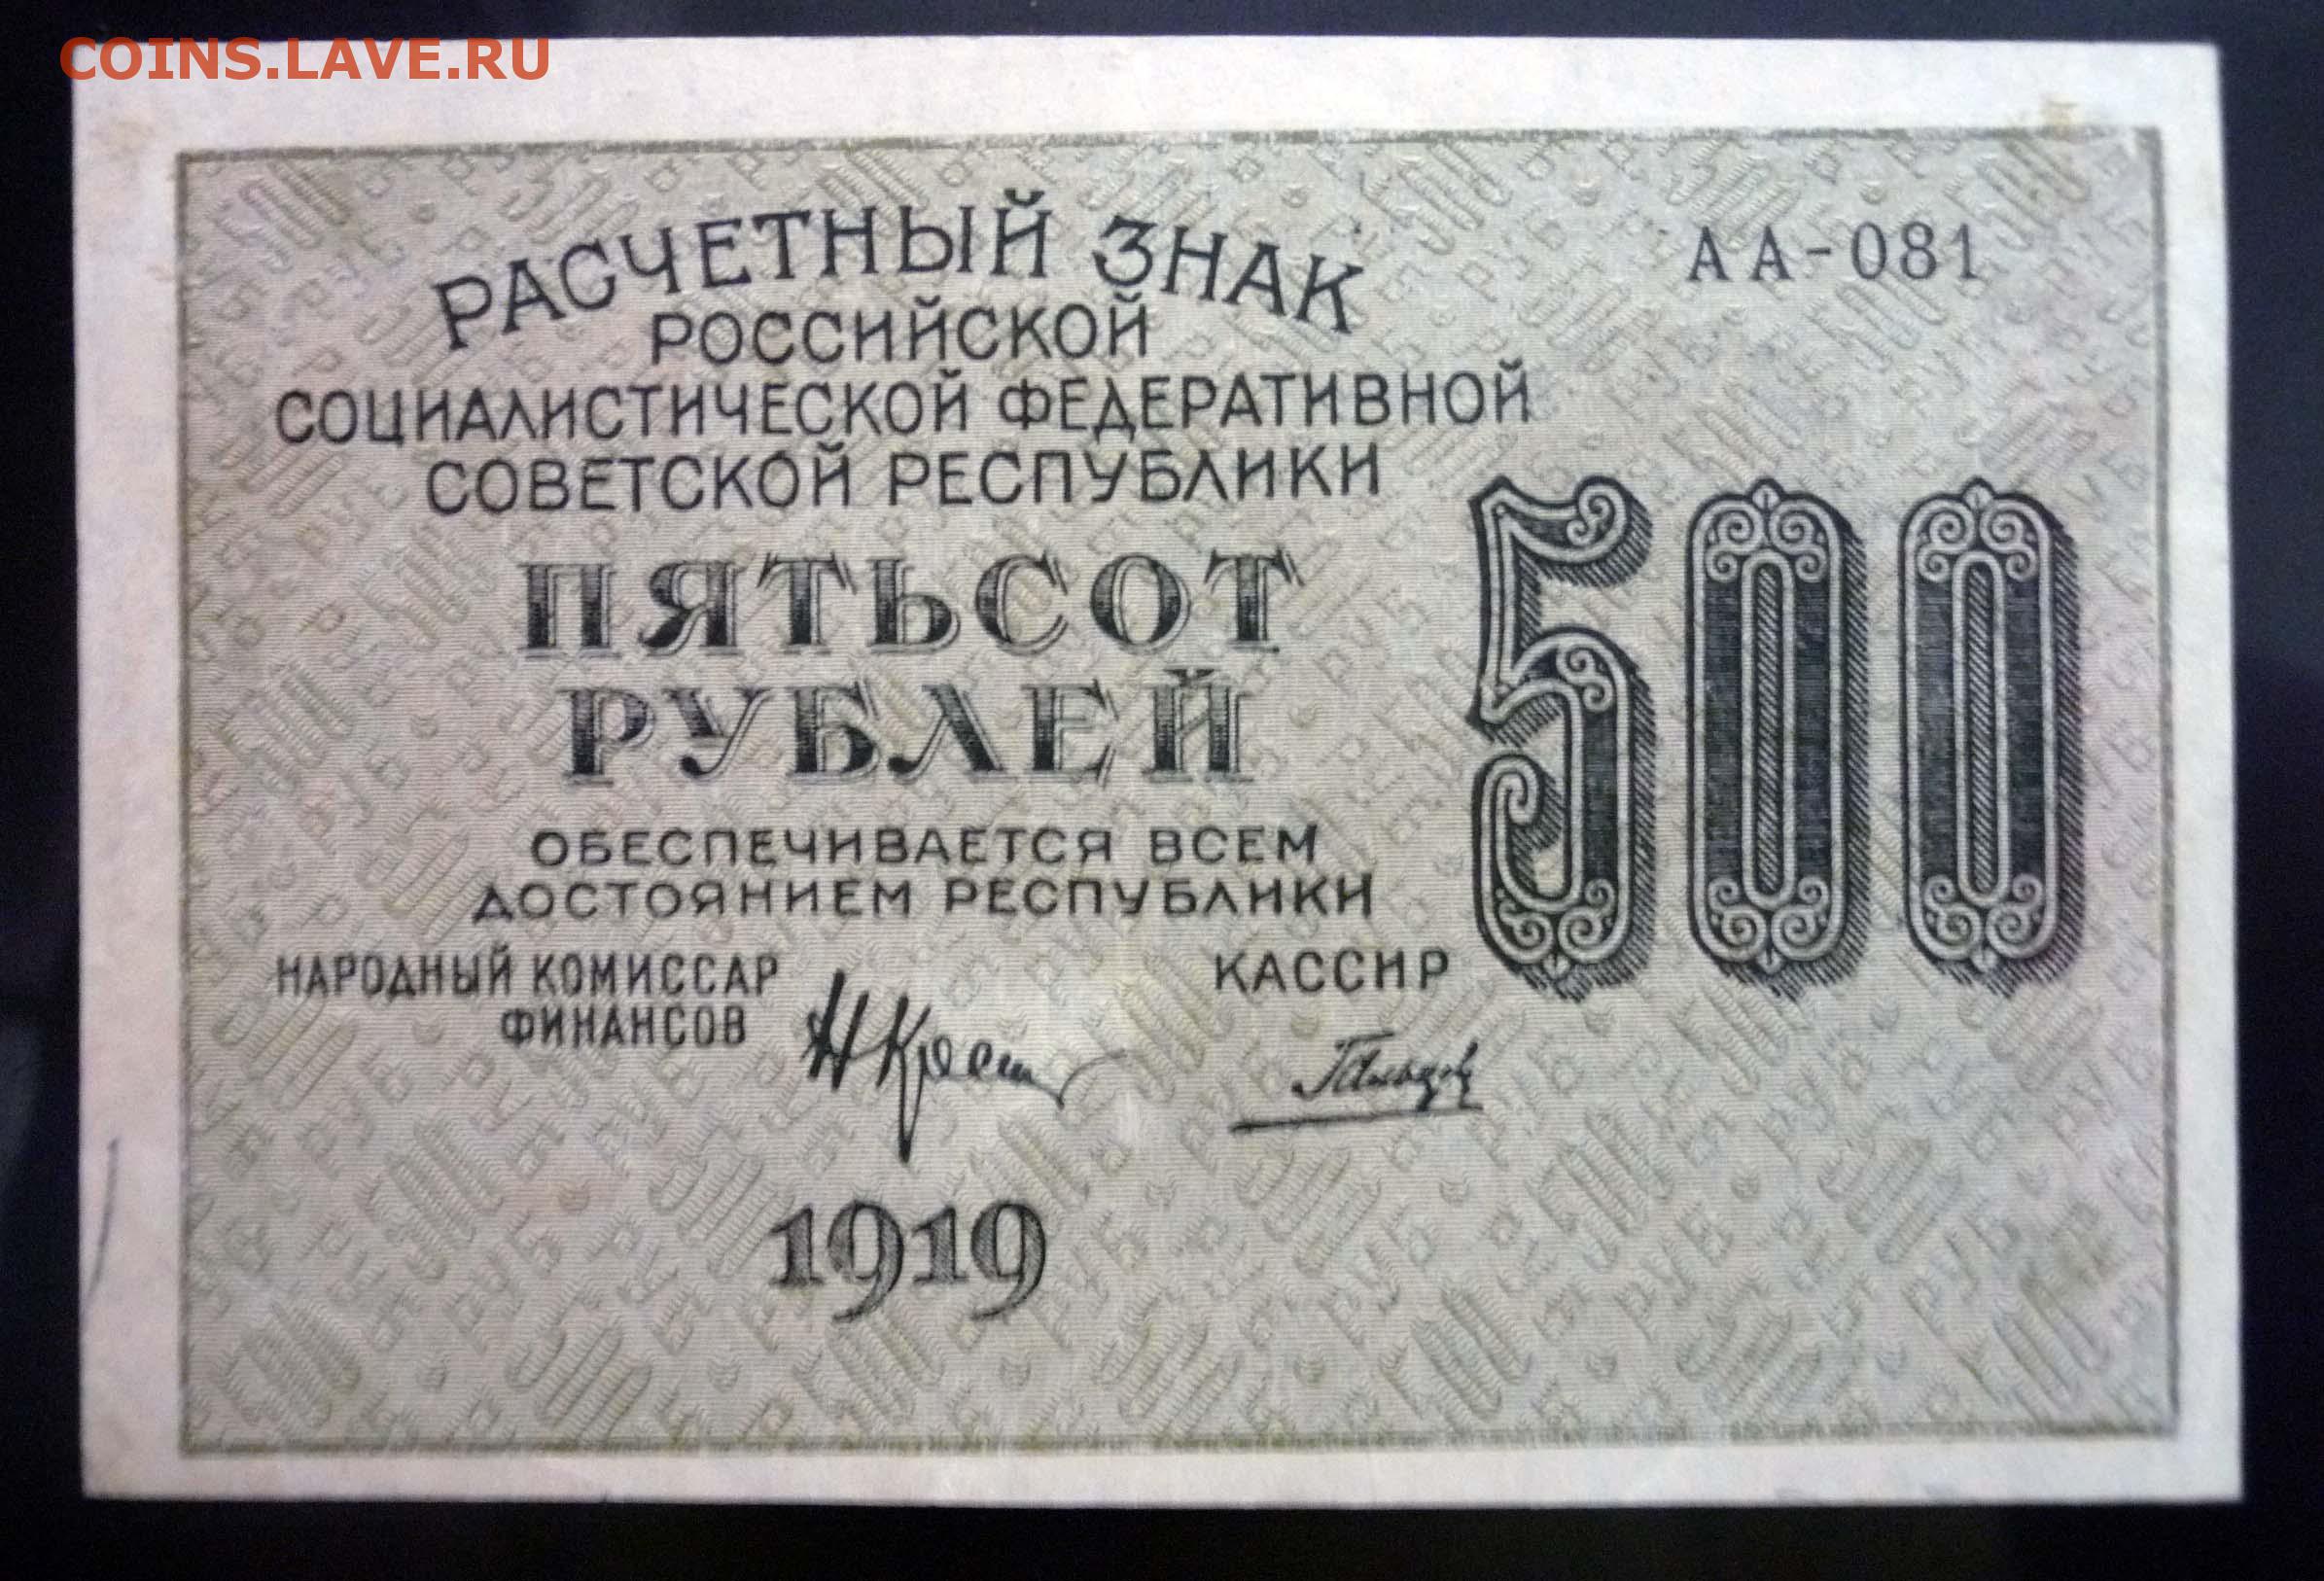 COINS.LAVE.RU
РАСЧЕТНЫЙ ЗНАК
АА-081
РОССИЙСКОЙ
СОЦИАЛИСТИЧЕСКОЙ ФЕДЕРАТИВНОЙ
СОВЕТСКОЙ РЕСПУБЛИКИ
ПЯТЬСОТ
РУБЛЕЙ
500
ОБЕСПЕЧИВАЕТСЯ ВСЕМ
ДОСТОЯНИЕМ РЕСПУБЛИКИ
НАРОДНЫЙ КОМИССАР
ФИНАНСОВ
КАССИР
1919